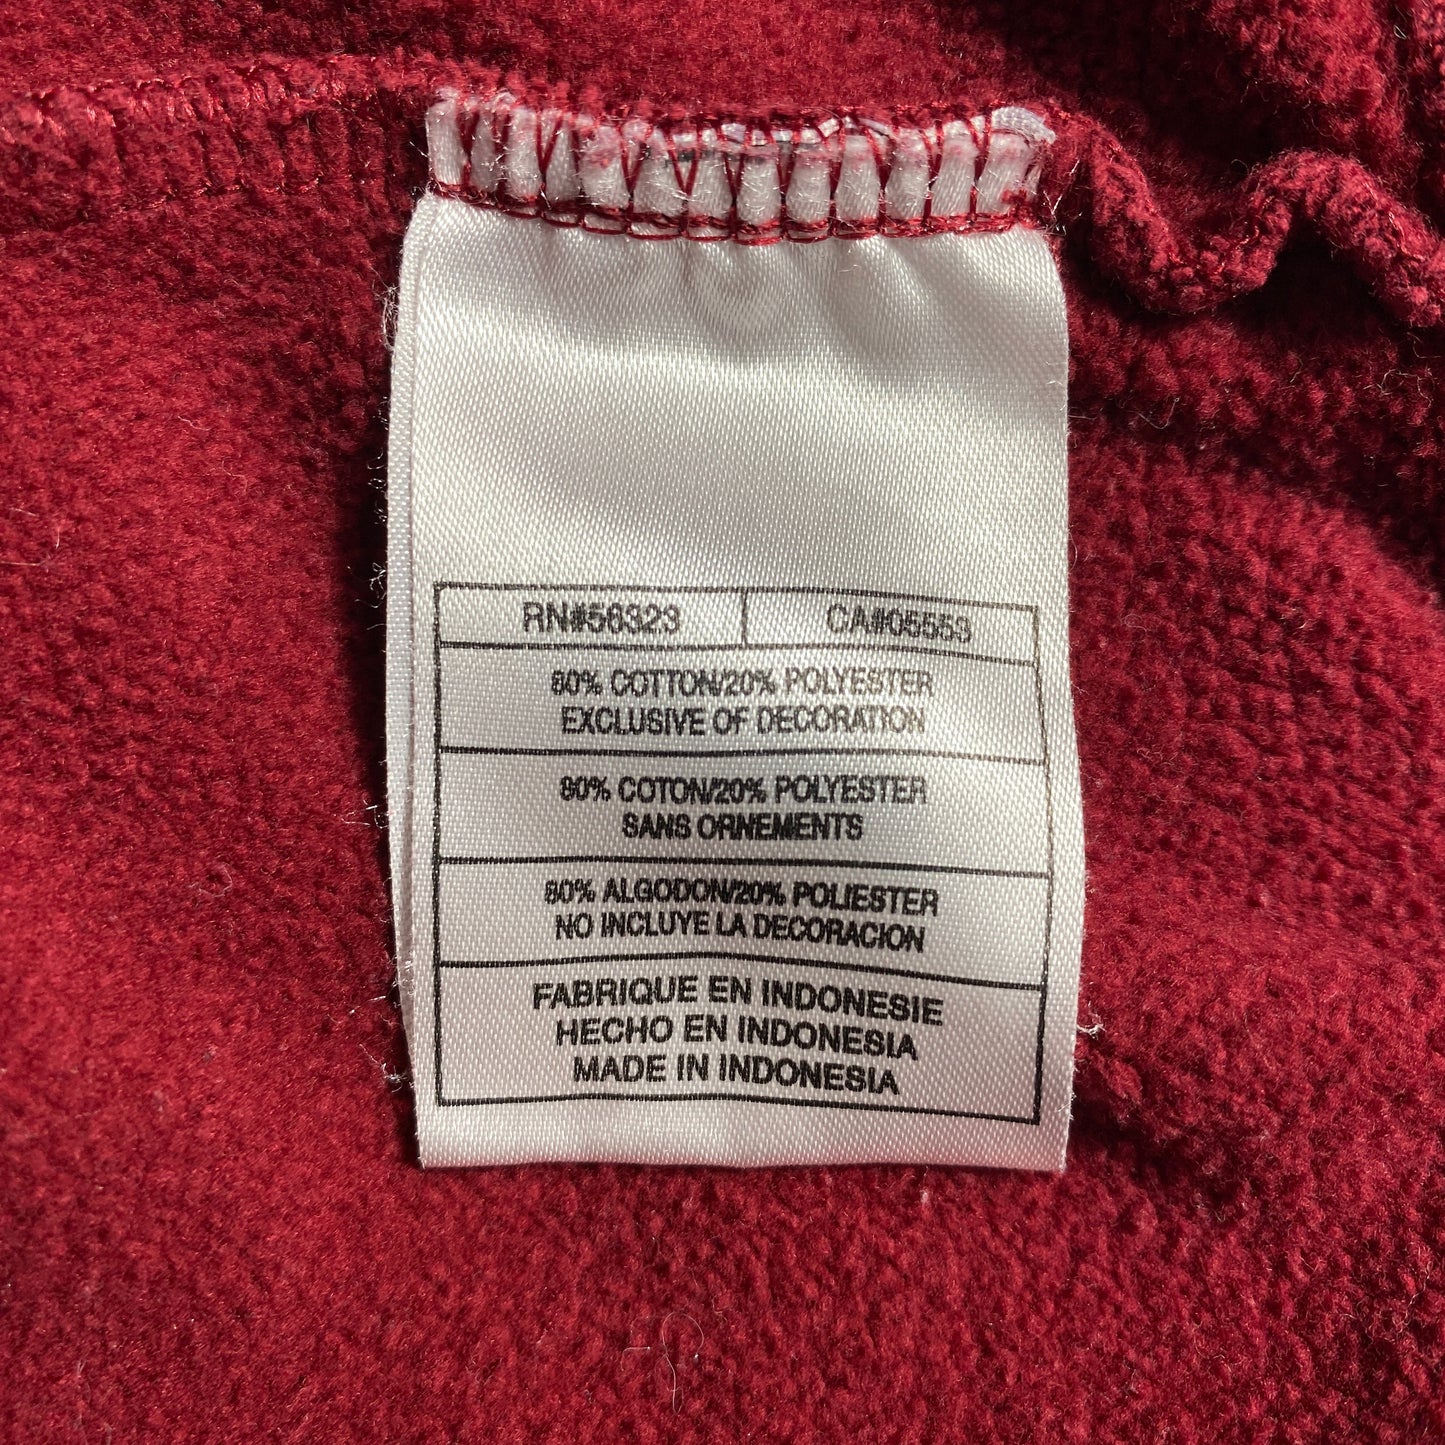 RN#56323 CA#05553
80% COTTON/20% POLYESTER
EXCLUSIVE OF DECORATION
80% COTON/20% POLYESTER
SANS ORNEMENTS
80% ALGODON/20% POLIESTER
NO INCLUYE LA DECORACION
FABRIQUE EN INDONESIE
HECHO EN INDONESIA
MADE IN INDONESIA